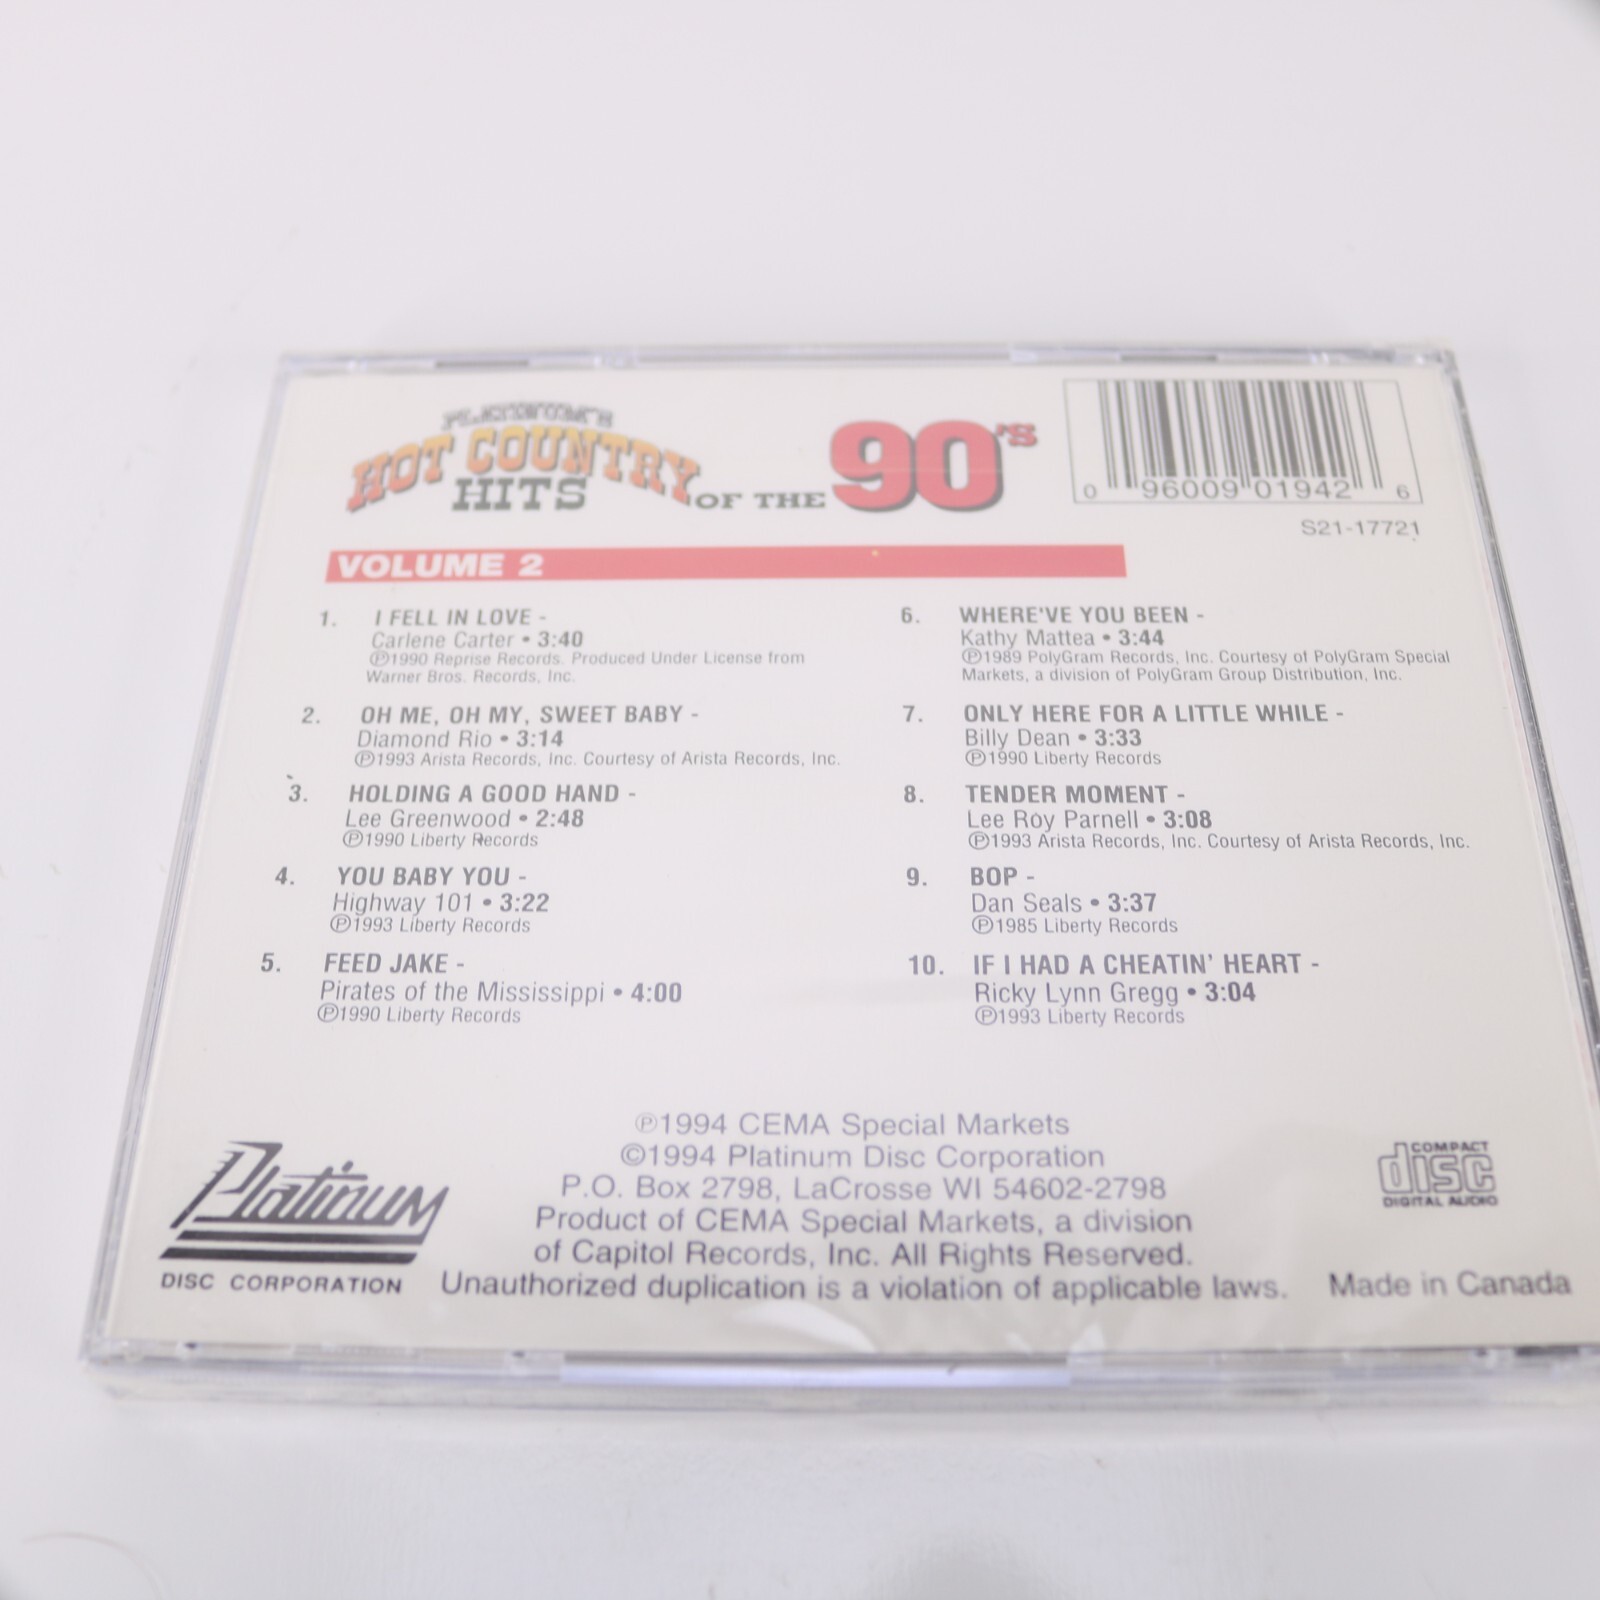 PLATINUM'S
HOT COUNTRY
HITS OF THE 90's
0 96009 01942 6
S21-17721
VOLUME 2
1. I FELL IN LOVE -
Carlene Carter • 3:40
℗1990 Reprise Records. Produced Under License from
Warner Bros. Records, Inc.
2. OH ME, OH MY, SWEET BABY -
Diamond Rio • 3:14
℗1993 Arista Records, Inc. Courtesy of Arista Records, Inc.
3. HOLDING A GOOD HAND -
Lee Greenwood • 2:48
℗1990 Liberty Records
4. YOU BABY YOU -
Highway 101 • 3:22
℗1993 Liberty Records
5. FEED JAKE -
Pirates of the Mississippi • 4:00
℗1990 Liberty Records
6. WHERE'VE YOU BEEN -
Kathy Mattea • 3:44
℗1989 PolyGram Records, Inc. Courtesy of PolyGram Special
Markets, a division of PolyGram Group Distribution, Inc.
7. ONLY HERE FOR A LITTLE WHILE -
Billy Dean • 3:33
℗1990 Liberty Records
8. TENDER MOMENT -
Lee Roy Parnell • 3:08
℗1993 Arista Records, Inc. Courtesy of Arista Records, Inc.
9. BOP -
Dan Seals • 3:37
℗1985 Liberty Records
10. IF I HAD A CHEATIN' HEART -
Ricky Lynn Gregg • 3:04
℗1993 Liberty Records
℗1994 CEMA Special Markets
©1994 Platinum Disc Corporation
P.O. Box 2798, LaCrosse WI 54602-2798
Product of CEMA Special Markets, a division
of Capitol Records, Inc. All Rights Reserved.
Unauthorized duplication is a violation of applicable laws.
Platinum
DISC CORPORATION
COMPACT
disc
DIGITAL AUDIO
Made in Canada